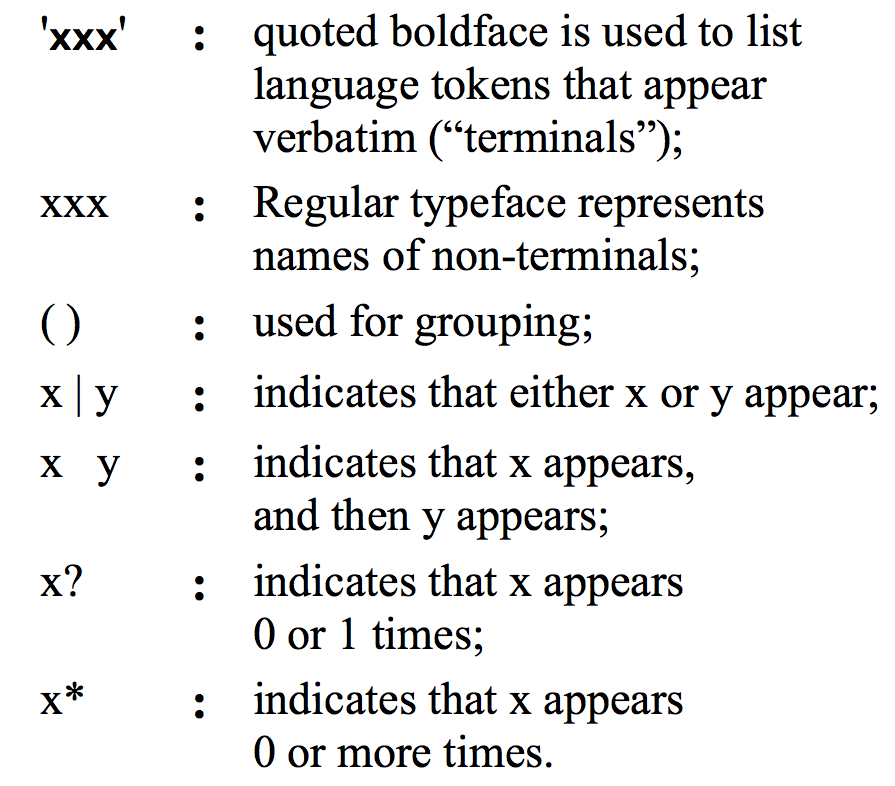 'xxx' : quoted boldface is used to list
language tokens that appear
verbatim (“terminals”);
xxx : Regular typeface represents
names of non-terminals;
( ) : used for grouping;
x | y : indicates that either x or y appear;
x y : indicates that x appears,
and then y appears;
x? : indicates that x appears
0 or 1 times;
x* : indicates that x appears
0 or more times.